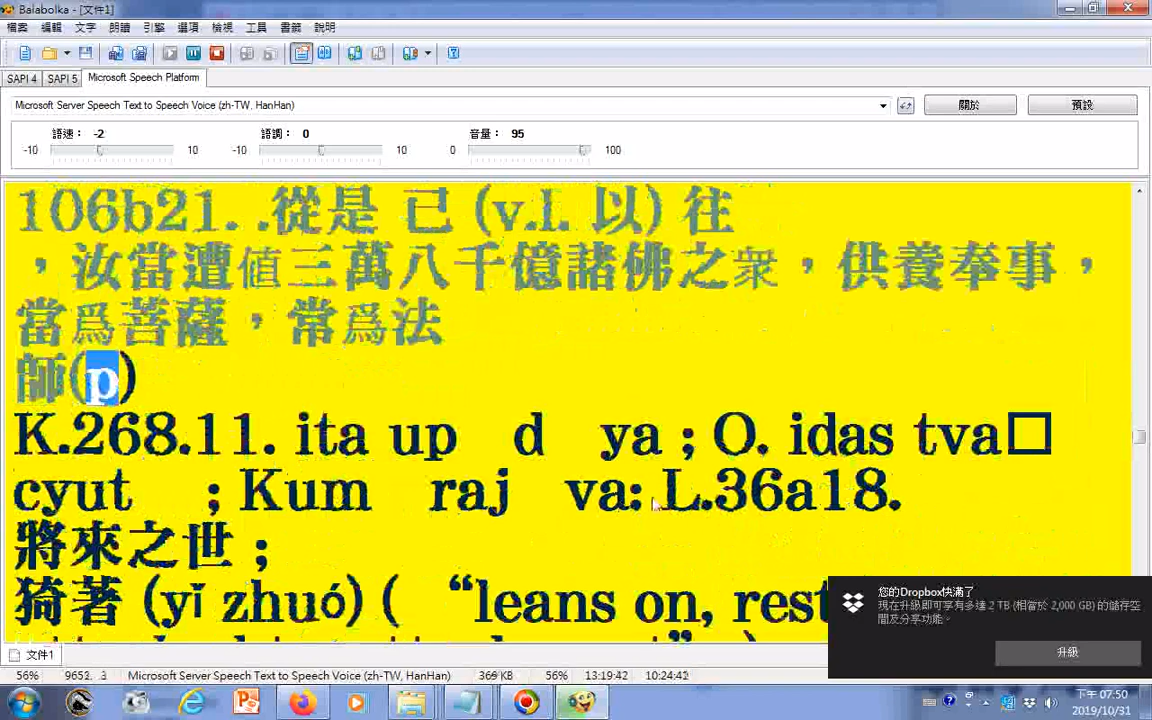 Balabolka - [文件1]
檔案 編輯 文字 朗讀 引擎 選項 檢視 工具 書籤 說明
SAPI 4 SAPI 5 Microsoft Speech Platform
Microsoft Server Speech Text to Speech Voice (zh-TW, HanHan) 關於 預設
語速： -2 語調： 0 音量： 95
-10 10 -10 10 0 100
106b21. .從是 已 (v.l. 以) 往
，汝當遭値三萬八千億諸佛之衆，供養奉事，
當爲菩薩，常爲法
師(p)
K.268.11. ita up d ya ; O. idas tva□
cyut ; Kum raj va: L.36a18.
將來之世；
猗著 (yǐ zhuó) ( “leans on, rest
您的Dropbox快滿了
現在升級即可享有多達 2 TB (相當於 2,000 GB) 的儲存空
間及分享功能。
升級
文件1
56% 9652. 3 Microsoft Server Speech Text to Speech Voice (zh-TW, HanHan) 369 KB 56% 13:19:42 10:24:42
下午 07:50
2019/10/31